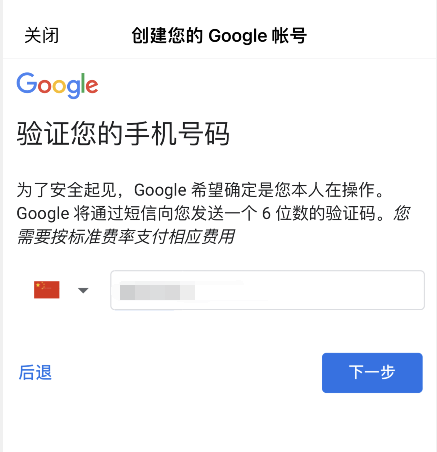 关闭
创建您的 Google 帐号
Google
验证您的手机号码
为了安全起见，Google 希望确定是您本人在操作。
Google 将通过短信向您发送一个 6 位数的验证码。您
需要按标准费率支付相应费用
后退
下一步